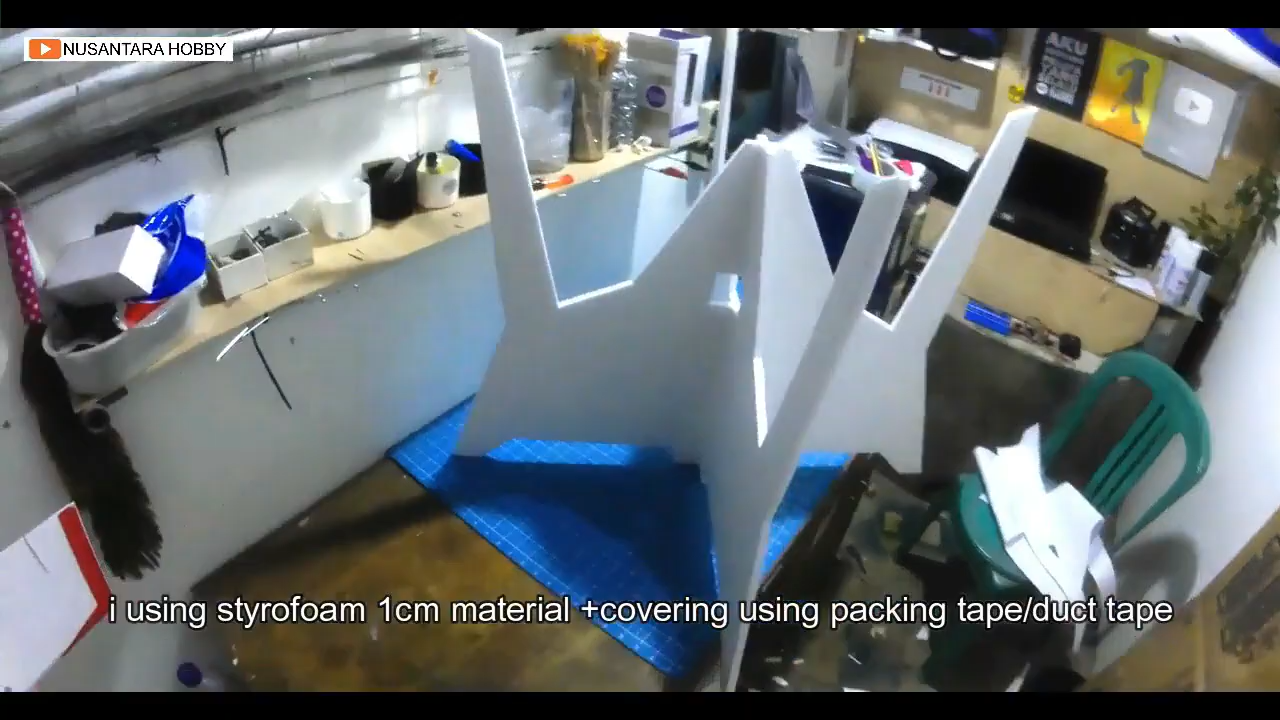 NUSANTARA HOBBY
AKU
i using styrofoam 1cm material +covering using packing tape/duct tape